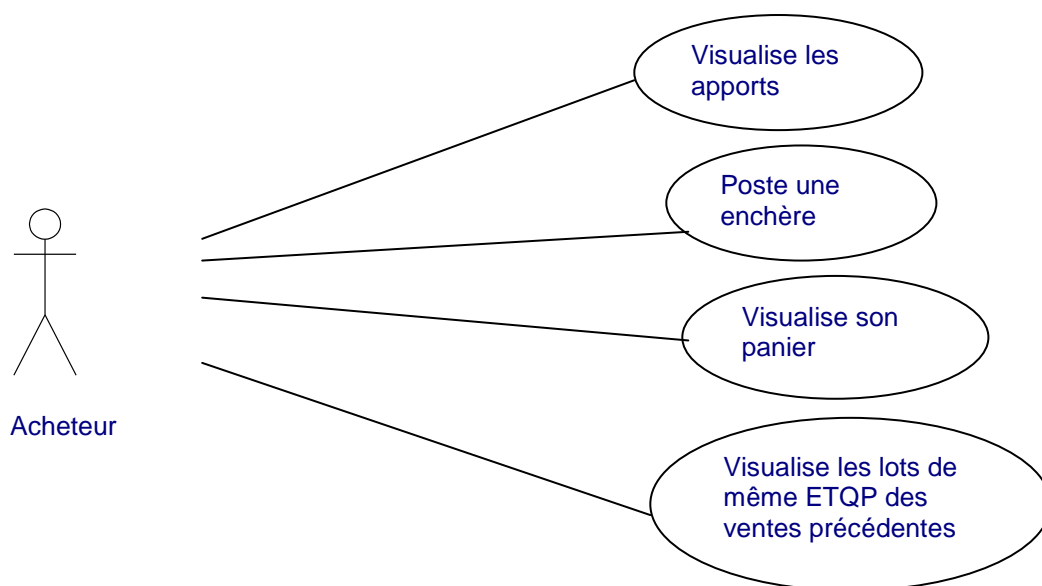 Visualise les
apports
Poste une
enchère
Visualise son
panier
Acheteur
Visualise les lots de
même ETQP des
ventes précédentes